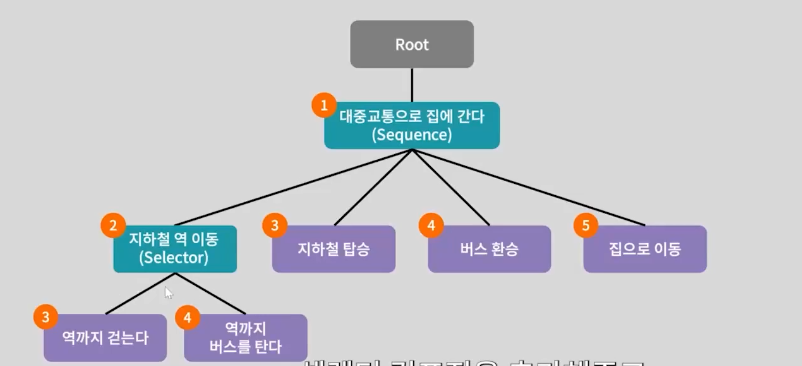 Root
1
대중교통으로 집에 간다
(Sequence)
2
지하철 역 이동
(Selector)
3
지하철 탑승
4
버스 환승
5
집으로 이동
3
역까지 걷는다
4
역까지
버스를 탄다